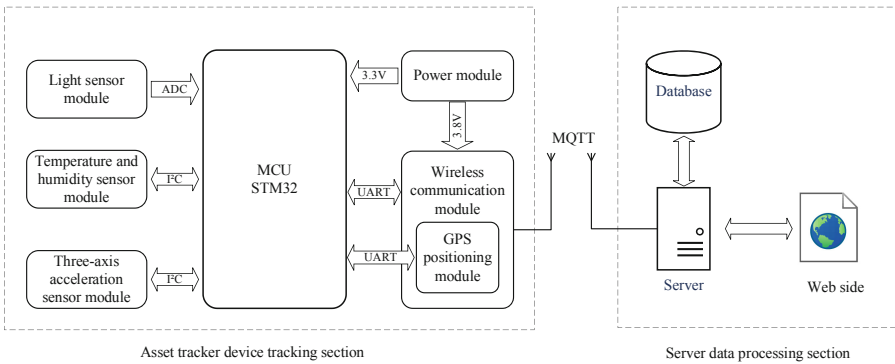 Light sensor
module
ADC
Temperature and
humidity sensor
module
I²C
Three-axis
acceleration
sensor module
I²C
MCU
STM32
3.3V
Power module
3.8V
Wireless
communication
module
UART
GPS
positioning
module
UART
MQTT
Database
Server
Web side
Asset tracker device tracking section
Server data processing section